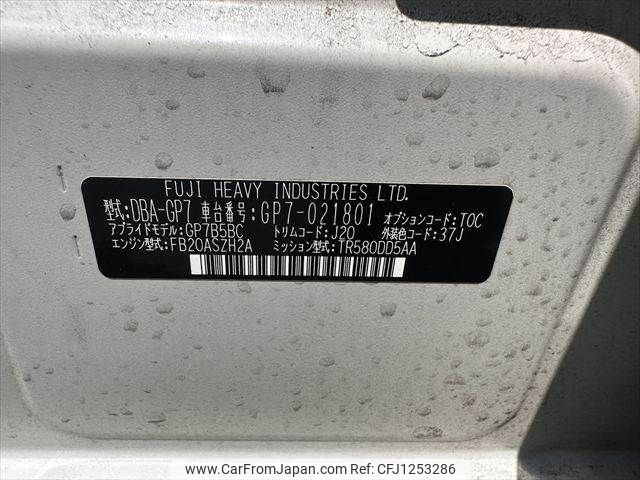 FUJI HEAVY INDUSTRIES LTD.
型式:DBA-GP7 車台番号:GP7-021801 オプションコード:TOC
アプライドモデル:GP7B5BC トリムコード:J20 外装色コード:37J
エンジン型式:FB20ASZH2A ミッション型式:TR580DD5AA
www.CarFromJapan.com - CFJ1253286